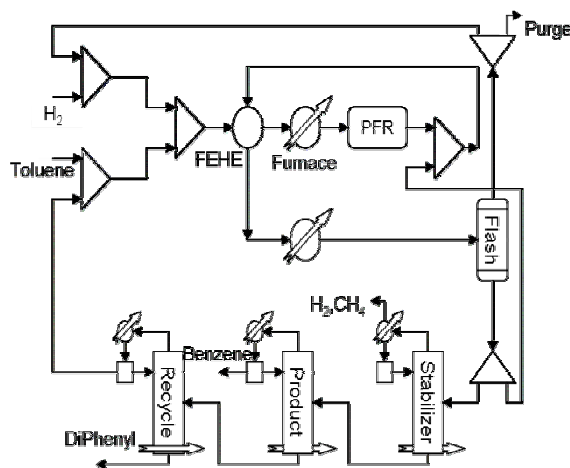 Purge
H2
PFR
FEHE
Furnace
Toluene
Flash
H2,CH4
Benzene
Recycle
Product
Stabilizer
DiPhenyl